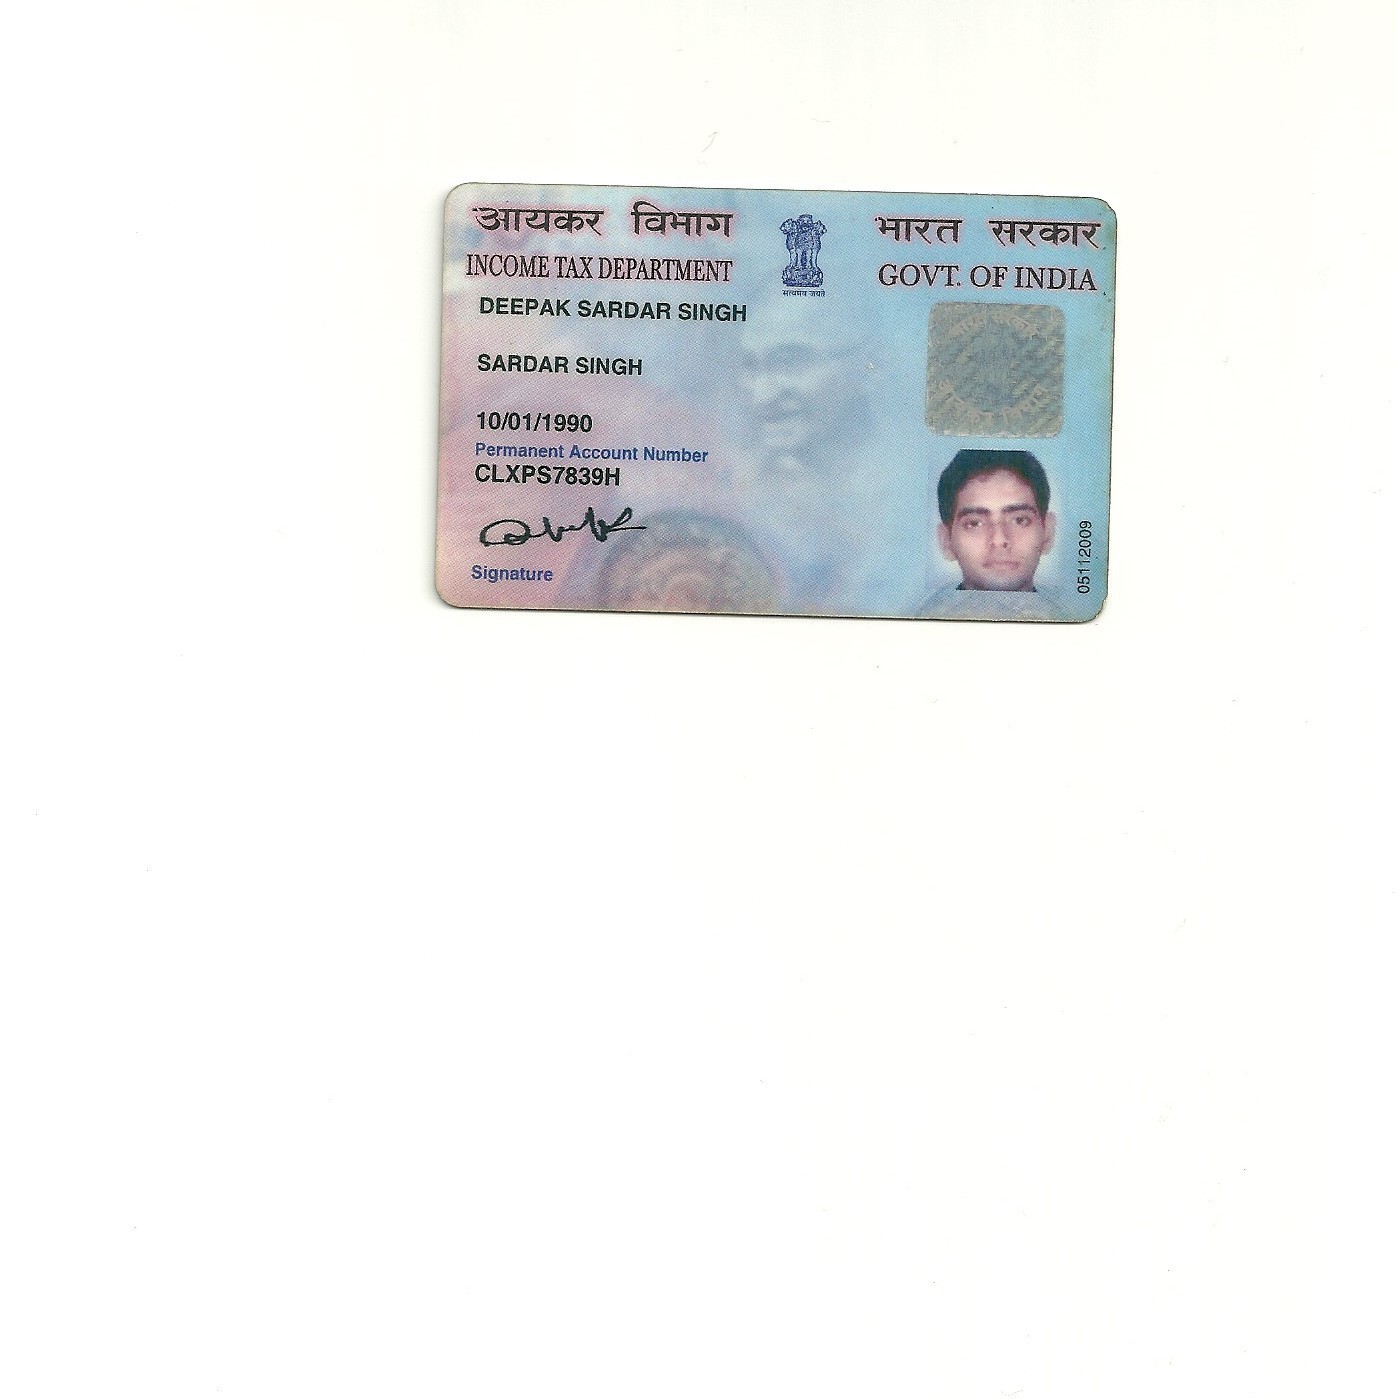 आयकर विभाग
INCOME TAX DEPARTMENT
सत्यमेव जयते
भारत सरकार
GOVT. OF INDIA
DEEPAK SARDAR SINGH
SARDAR SINGH
10/01/1990
Permanent Account Number
CLXPS7839H
Signature
05112009